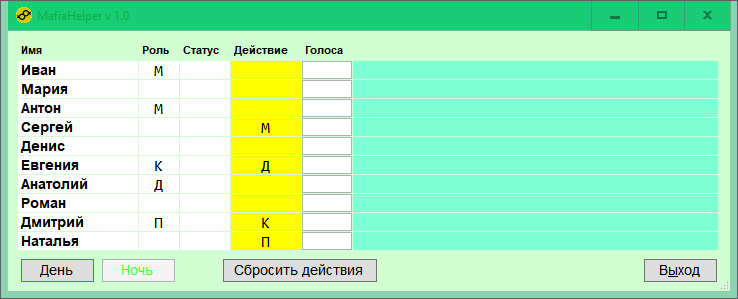 MafiaHelper v 1.0
Имя Роль Статус Действие Голоса
Иван М
Мария
Антон М
Сергей М
Денис
Евгения К Д
Анатолий Д
Роман
Дмитрий П К
Наталья П
День Ночь Сбросить действия Выход